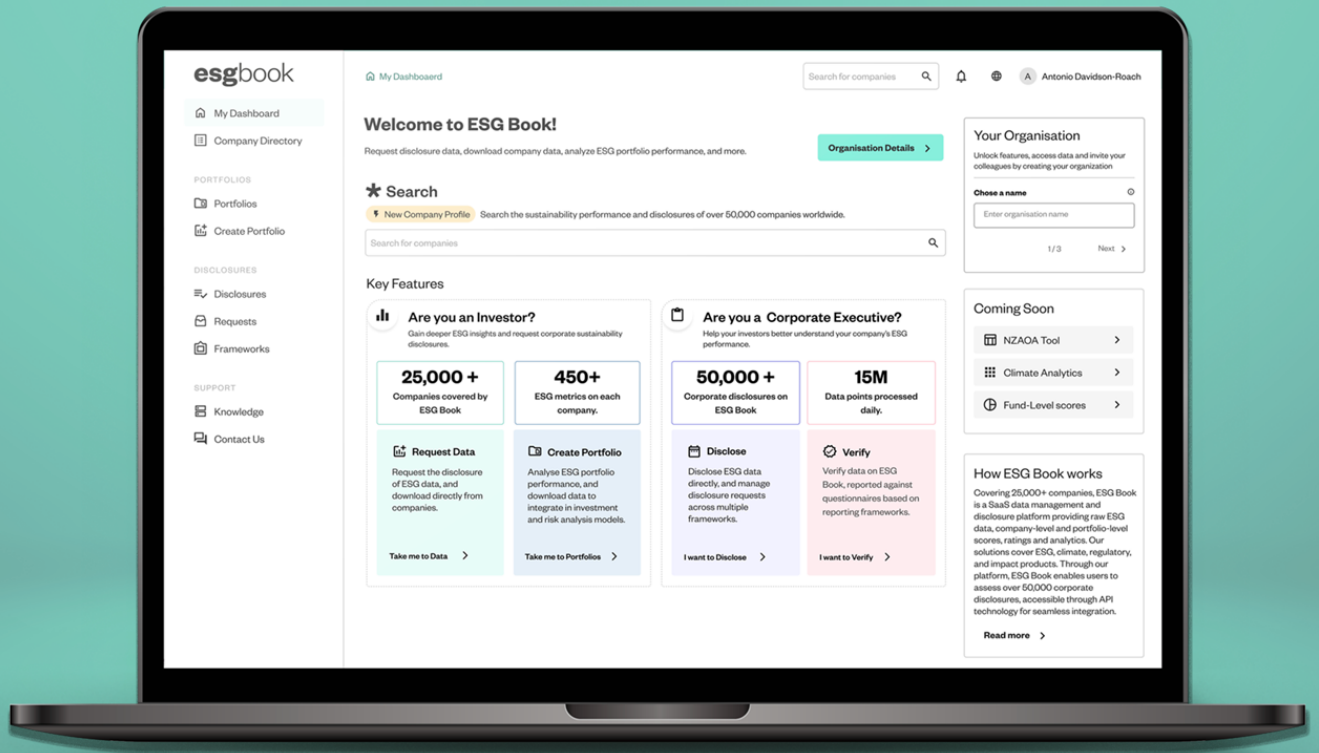 esgbook
My Dashboard
Company Directory
PORTFOLIOS
Portfolios
Create Portfolio
DISCLOSURES
Disclosures
Requests
Frameworks
SUPPORT
Knowledge
Contact Us
My Dashboaerd
Search for companies
A
Antonio Davidson-Roach
Welcome to ESG Book!
Request disclosure data, download company data, analyze ESG portfolio performance, and more.
Organisation Details
Search
New Company Profile
Search the sustainability performance and disclosures of over 50,000 companies worldwide.
Search for companies
Key Features
Are you an Investor?
Gain deeper ESG insights and request corporate sustainability
disclosures.
25,000 +
Companies covered by
ESG Book
450+
ESG metrics on each
company.
Request Data
Request the disclosure
of ESG data, and
download directly from
companies.
Take me to Data
Create Portfolio
Analyse ESG portfolio
performance, and
download data to
integrate in investment
and risk analysis models.
Take me to Portfolios
Are you a Corporate Executive?
Help your investors better understand your company's ESG
performance.
50,000 +
Corporate disclosures on
ESG Book
15M
Data points processed
daily.
Disclose
Disclose ESG data
directly, and manage
disclosure requests
across multiple
frameworks.
I want to Disclose
Verify
Verify data on ESG
Book, reported against
questionnaires based on
reporting frameworks.
I want to Verify
Your Organisation
Unlock features, access data and invite your
colleagues by creating your organization
Chose a name
Enter organisation name
1/3
Next
Coming Soon
NZAOA Tool
Climate Analytics
Fund-Level scores
How ESG Book works
Covering 25,000+ companies, ESG Book
is a SaaS data management and
disclosure platform providing raw ESG
data, company-level and portfolio-level
scores, ratings and analytics. Our
solutions cover ESG, climate, regulatory,
and impact products. Through our
platform, ESG Book enables users to
assess over 50,000 corporate
disclosures, accessible through API
technology for seamless integration.
Read more